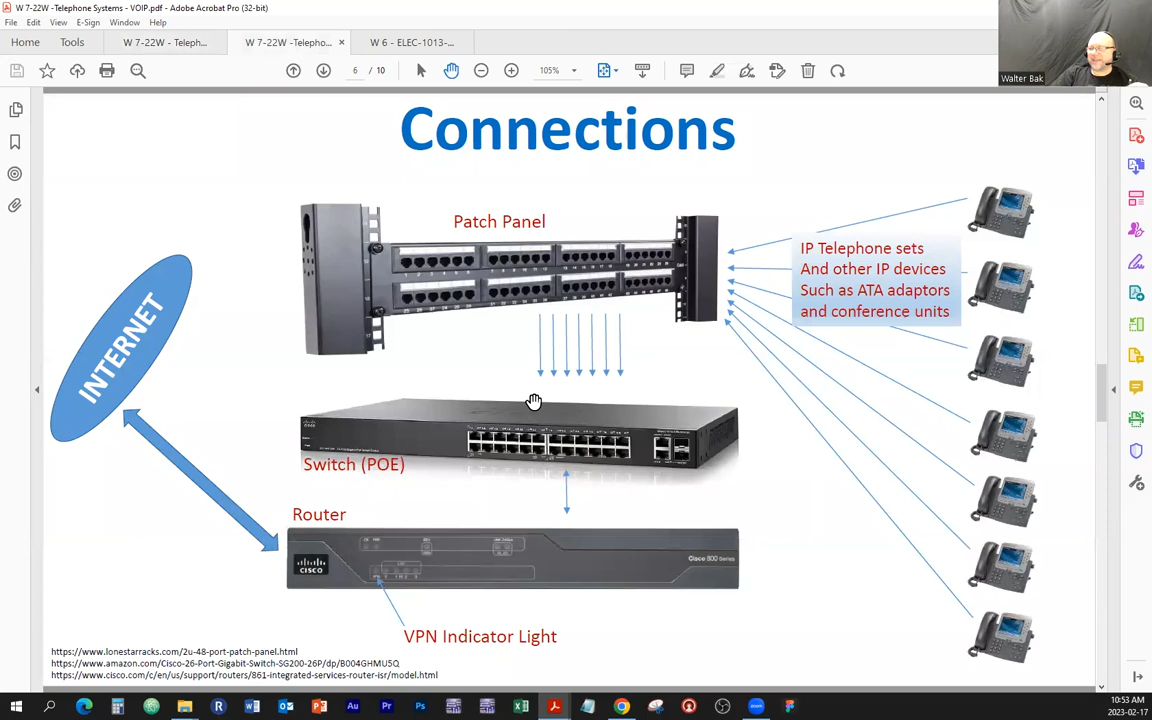 W 7-22W -Telephone Systems - VOIP.pdf - Adobe Acrobat Pro (32-bit)
File Edit View E-Sign Window Help
Home Tools W 7-22W - Teleph... W 7-22W -Telepho... × W 6 - ELEC-1013-...
6 / 10 105%
Walter Bak
Connections
Patch Panel
IP Telephone sets
And other IP devices
Such as ATA adaptors
and conference units
INTERNET
Switch (POE)
Router
CISCO
Cisco 800 Series
VPN Indicator Light
https://www.lonestarracks.com/2u-48-port-patch-panel.html
https://www.amazon.com/Cisco-26-Port-Gigabit-Switch-SG200-26P/dp/B004GHMU5Q
https://www.cisco.com/c/en/us/support/routers/861-integrated-services-router-isr/model.html
10:53 AM
2023-02-17